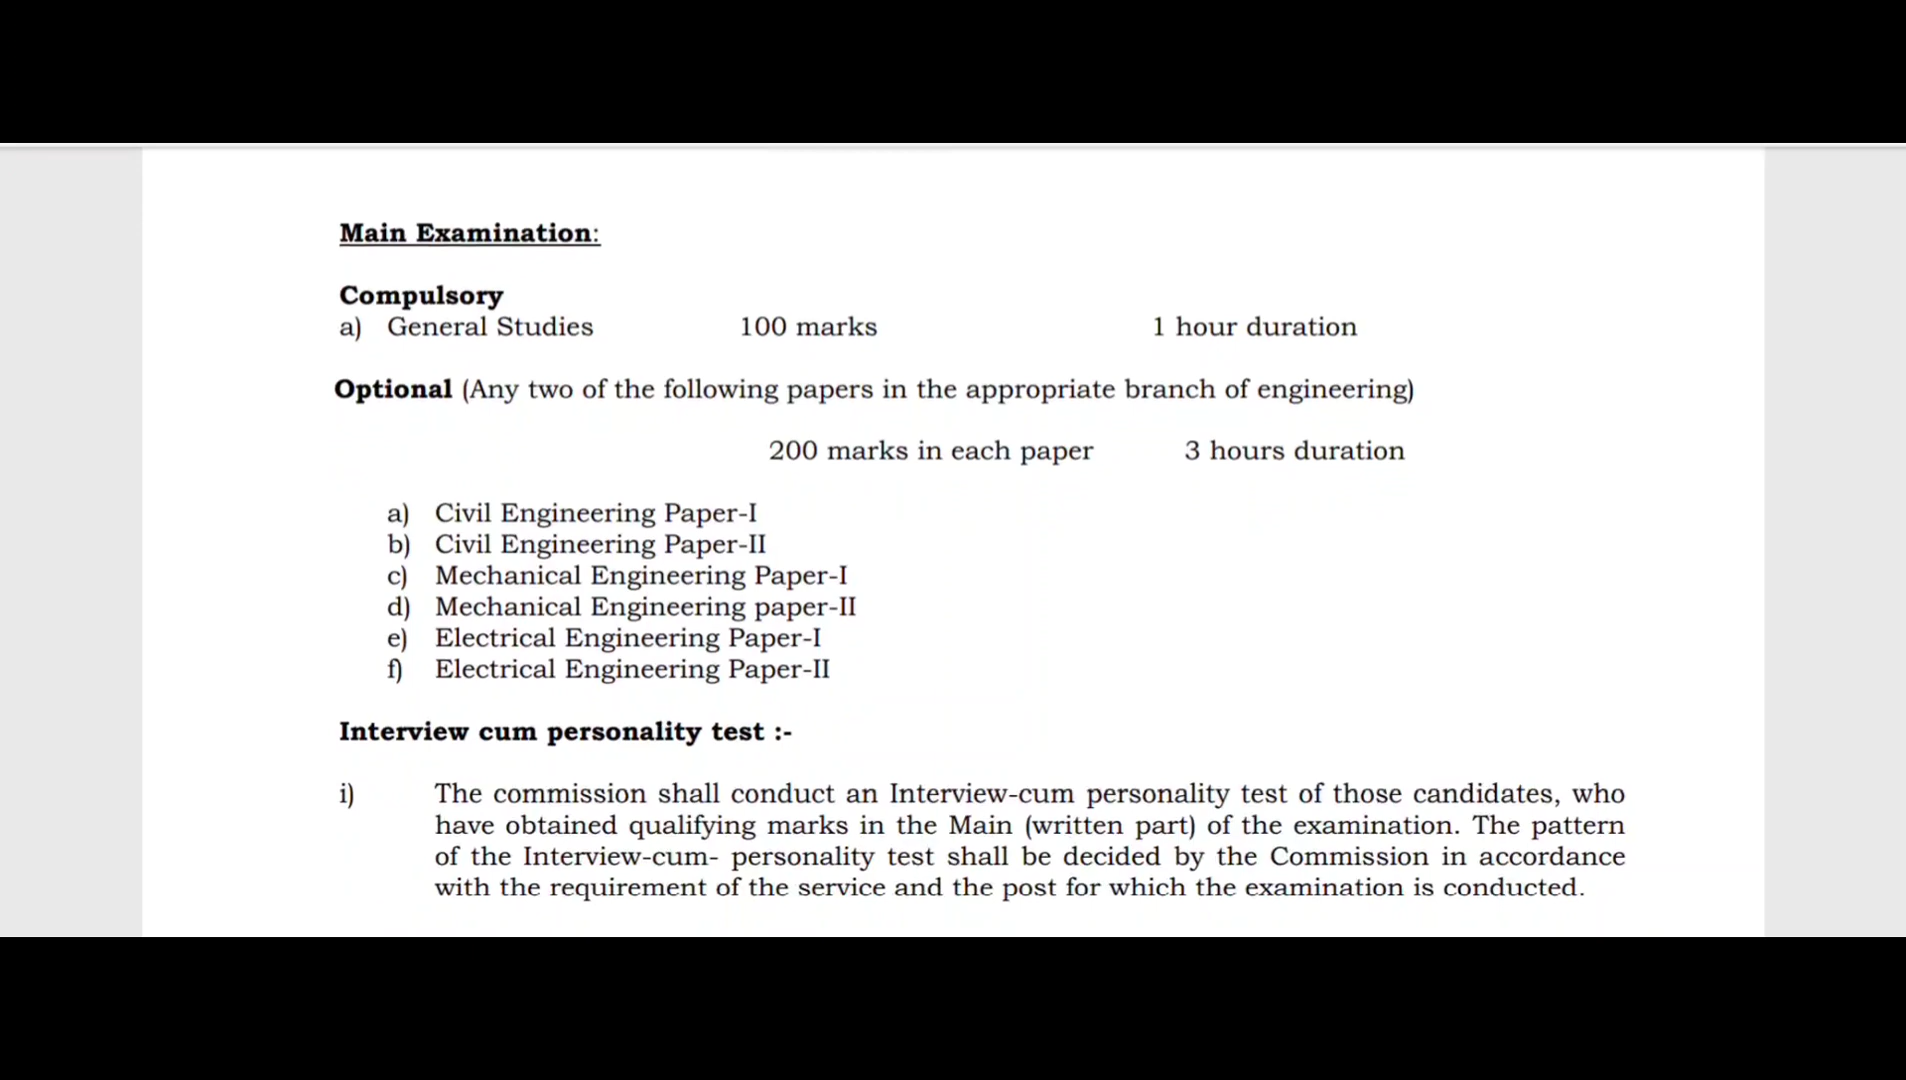 Main Examination:
Compulsory
a) General Studies 100 marks 1 hour duration
Optional (Any two of the following papers in the appropriate branch of engineering)
200 marks in each paper 3 hours duration
a) Civil Engineering Paper-I
b) Civil Engineering Paper-II
c) Mechanical Engineering Paper-I
d) Mechanical Engineering paper-II
e) Electrical Engineering Paper-I
f) Electrical Engineering Paper-II
Interview cum personality test :-
i) The commission shall conduct an Interview-cum personality test of those candidates, who
have obtained qualifying marks in the Main (written part) of the examination. The pattern
of the Interview-cum- personality test shall be decided by the Commission in accordance
with the requirement of the service and the post for which the examination is conducted.